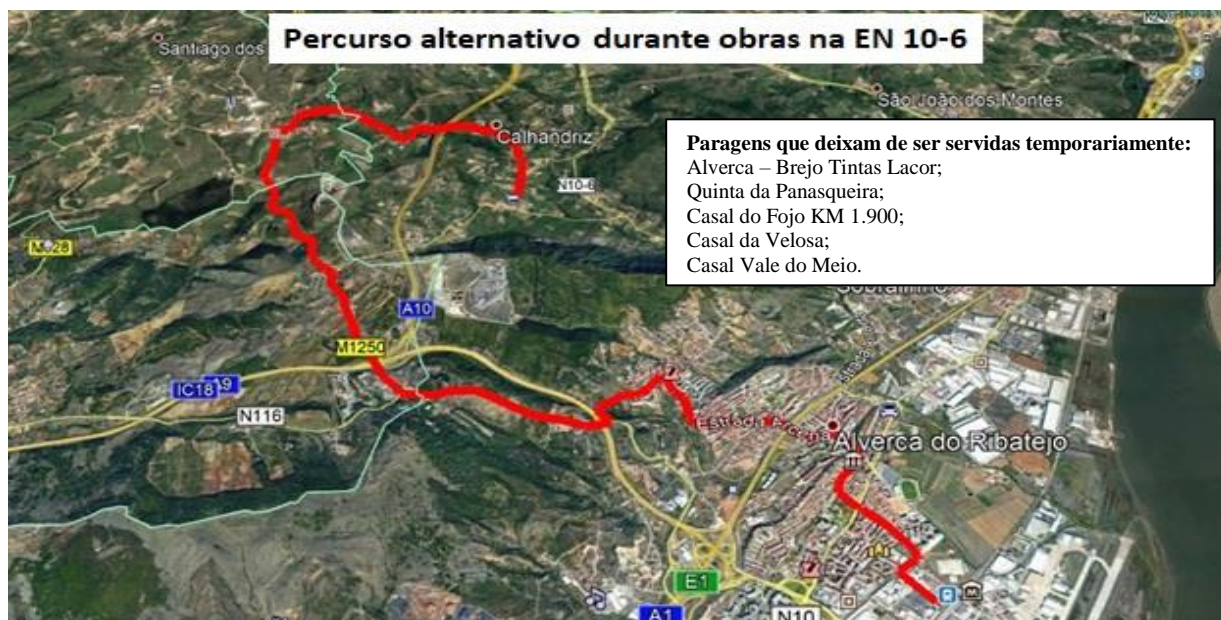 Percurso alternativo durante obras na EN 10-6
Santiago dos
São João dos Montes
Calhandriz
Paragens que deixam de ser servidas temporariamente:
Alverca – Brejo Tintas Lacor;
Quinta da Panasqueira;
Casal do Fojo KM 1.900;
Casal da Velosa;
Casal Vale do Meio.
N10-6
A10
M1250
IC18
N116
Alverca do Ribatejo
E1
A1
N10